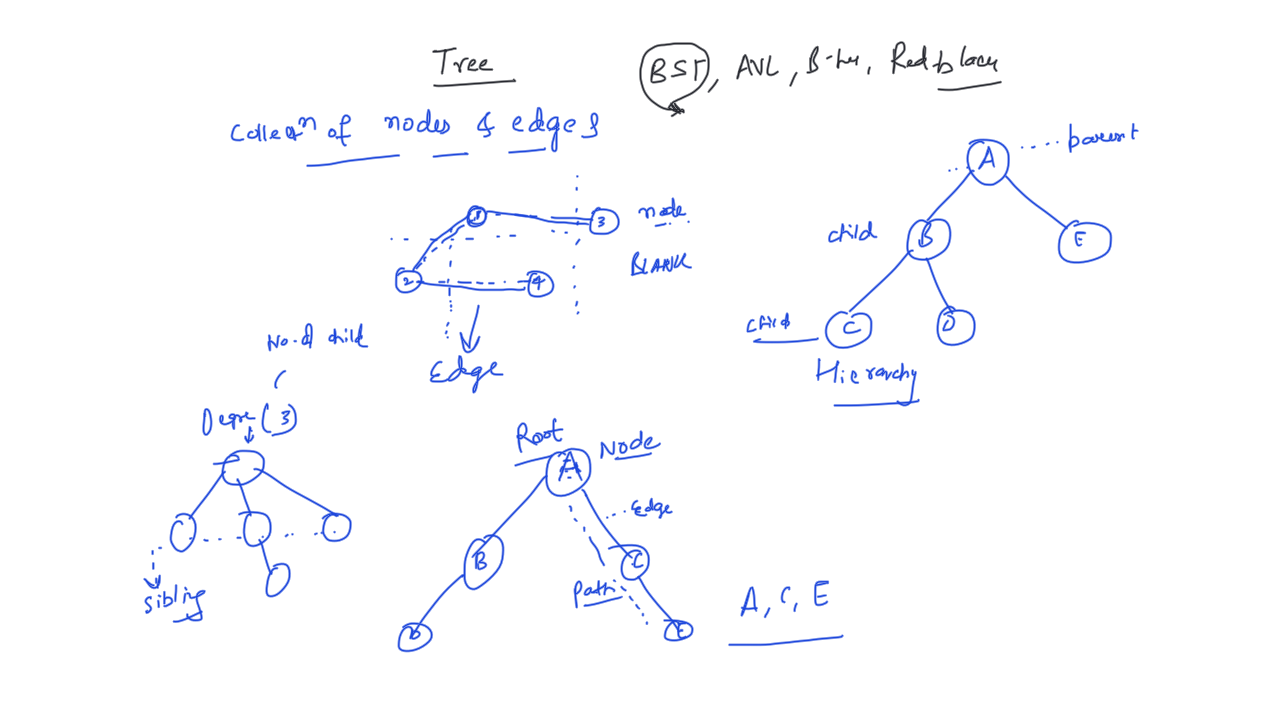 Tree
BST, AVL, B-tree, Red black
Collectn of nodes & edges
A .... parent
1
3 node
child B E
BLANK
2
4
child C D
No. of child
Edge
Hierarchy
Degree (3)
Root
A Node
Edge
B
C
Path
A, C, E
sibling
D
E